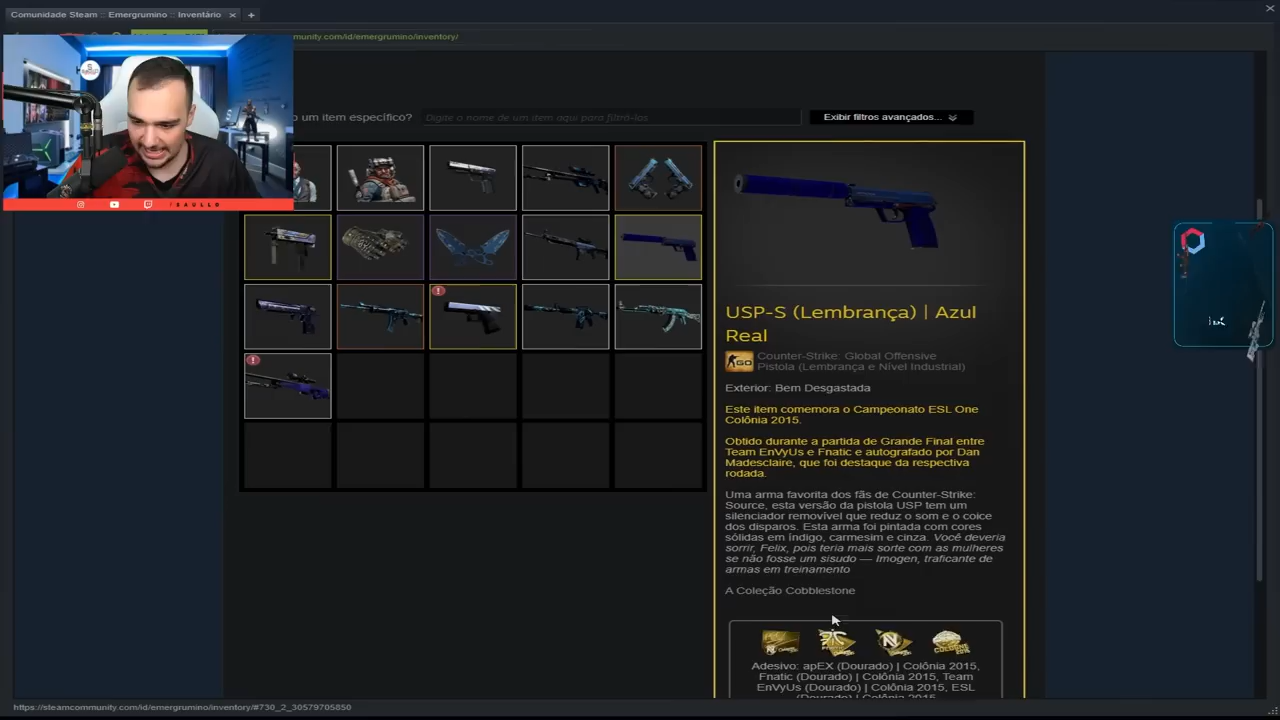 Comunidade Steam :: Emergrumino :: Inventário
munity.com/id/emergrumino/inventory/
o um item específico?
Digite o nome de um item aqui para filtrá-los
Exibir filtros avançados...
USP-S (Lembrança) | Azul
Real
Counter-Strike: Global Offensive
Pistola (Lembrança e Nível Industrial)
Exterior: Bem Desgastada
Este item comemora o Campeonato ESL One
Colônia 2015.
Obtido durante a partida de Grande Final entre
Team EnVyUs e Fnatic e autografado por Dan
Madesclaire, que foi destaque da respectiva
rodada.
Uma arma favorita dos fãs de Counter-Strike:
Source, esta versão da pistola USP tem um
silenciador removível que reduz o som e o coice
dos disparos. Esta arma foi pintada com cores
sólidas em índigo, carmesim e cinza. Você deveria
sorrir, Felix, pois teria mais sorte com as mulheres
se não fosse um sisudo — Imogen, traficante de
armas em treinamento
A Coleção Cobblestone
Adesivo: apEX (Dourado) | Colônia 2015,
Fnatic (Dourado) | Colônia 2015, Team
EnVyUs (Dourado) | Colônia 2015, ESL
(Dourado) | Colônia 2015
https://steamcommunity.com/id/emergrumino/inventory/#730_2_30579705850